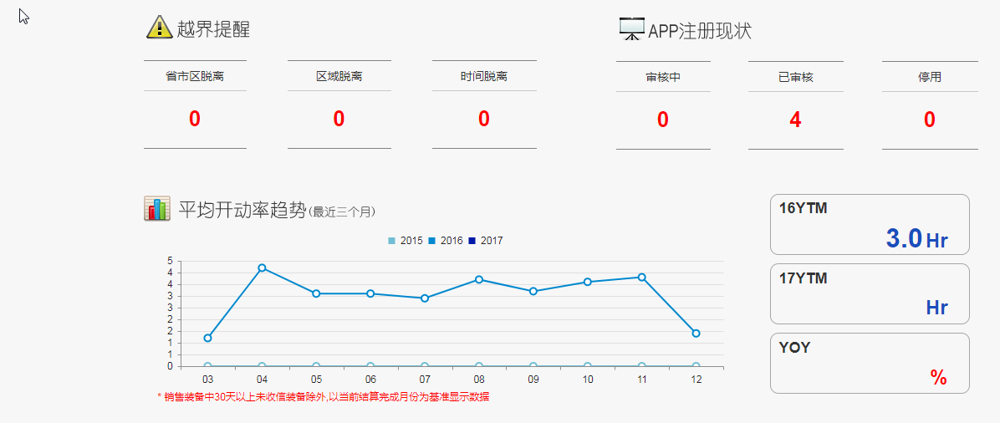 越界提醒
APP注册现状
省市区脱离 区域脱离 时间脱离
审核中 已审核 停用
0 0 0
0 4 0
平均开动率趋势(最近三个月)
2015 2016 2017
5
4
4
3
3
2
2
1
1
0
03 04 05 06 07 08 09 10 11 12
* 销售装备中30天以上未收信装备除外,以当前结算完成月份为基准显示数据
16YTM
3.0 Hr
17YTM
Hr
YOY
%